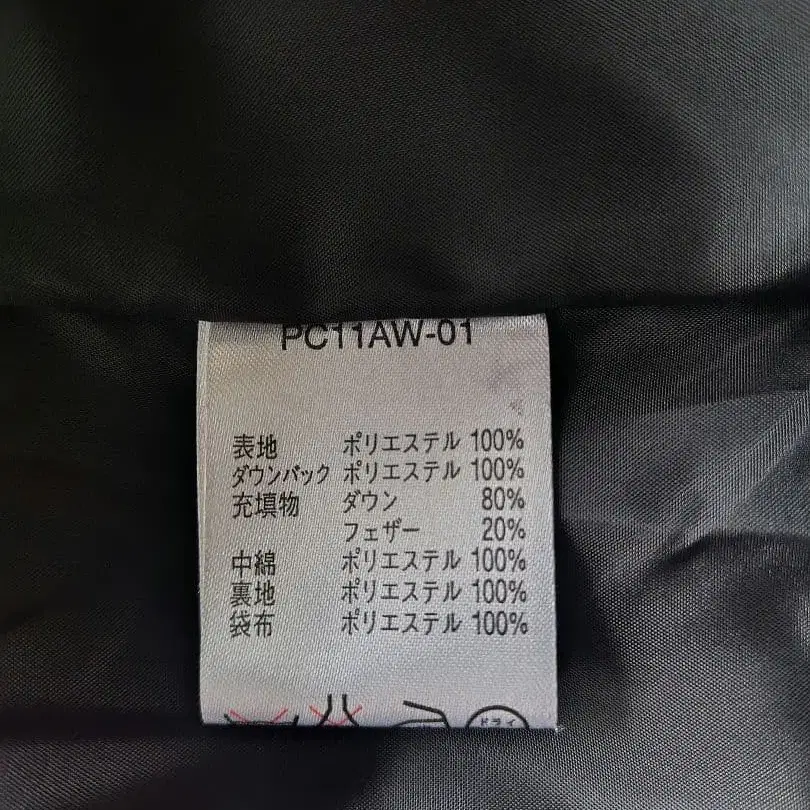 PC11AW-01
表地 ポリエステル 100%
ダウンパック ポリエステル 100%
充填物 ダウン 80%
フェザー 20%
中綿 ポリエステル 100%
裏地 ポリエステル 100%
袋布 ポリエステル 100%
ドライ